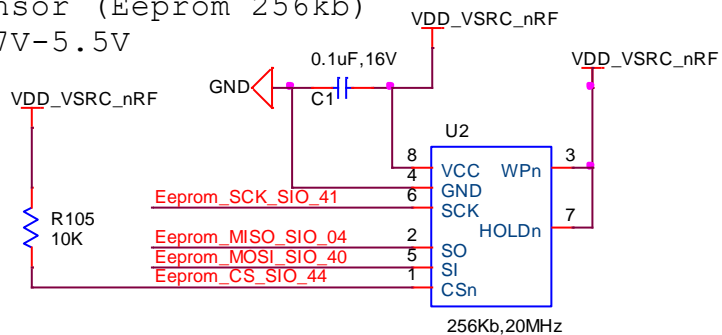 nsor (Eeprom 256kb)
7V-5.5V
VDD_VSRC_nRF
0.1uF,16V
VDD_VSRC_nRF
GND
C1
VDD_VSRC_nRF
U2
8
VCC
WPn
3
4
GND
Eeprom_SCK_SIO_41
6
SCK
R105
10K
HOLDn
7
Eeprom_MISO_SIO_04
2
SO
Eeprom_MOSI_SIO_40
5
SI
Eeprom_CS_SIO_44
1
CSn
256Kb,20MHz